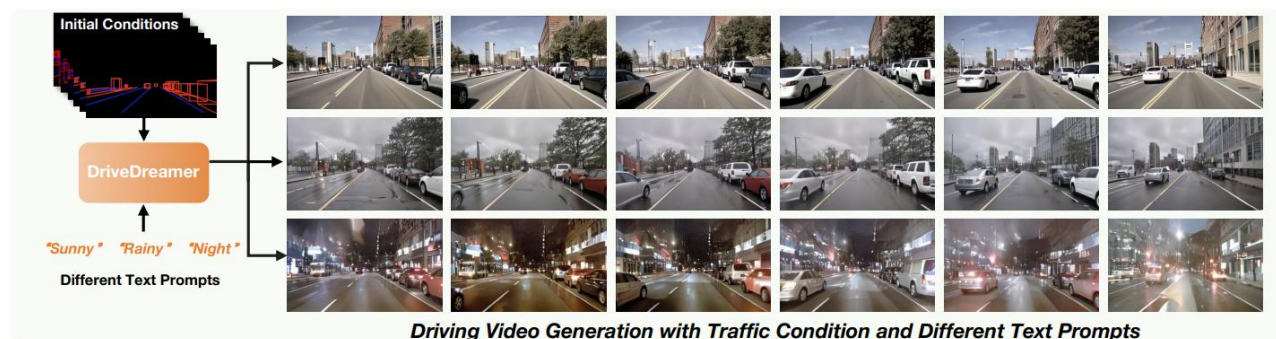 Initial Conditions
DriveDreamer
“Sunny” “Rainy” “Night”
Different Text Prompts
Driving Video Generation with Traffic Condition and Different Text Prompts